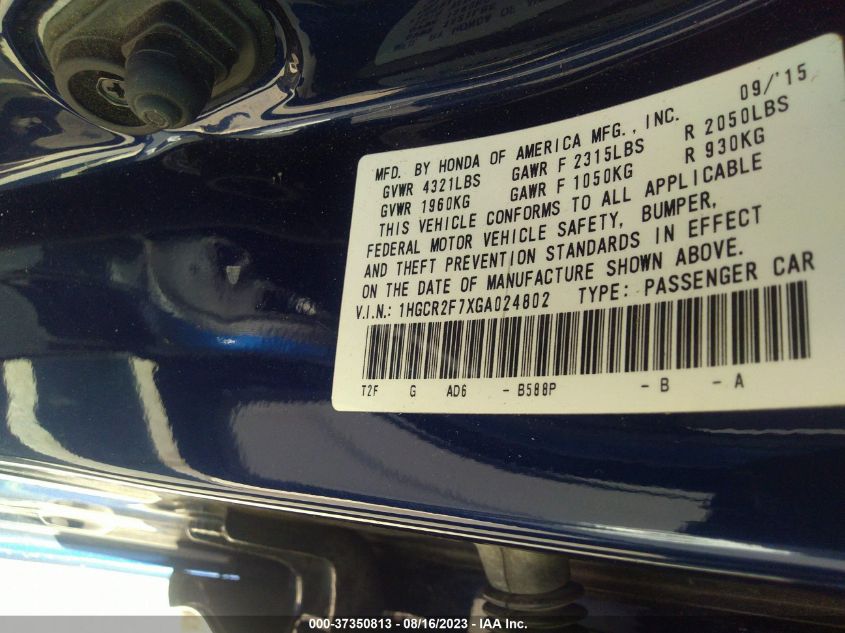 MFD. BY HONDA OF AMERICA MFG., INC. 09/'15
GVWR 4321LBS GAWR F 2315LBS R 2050LBS
GVWR 1960KG GAWR F 1050KG R 930KG
THIS VEHICLE CONFORMS TO ALL APPLICABLE
FEDERAL MOTOR VEHICLE SAFETY, BUMPER,
AND THEFT PREVENTION STANDARDS IN EFFECT
ON THE DATE OF MANUFACTURE SHOWN ABOVE.
V.I.N.: 1HGCR2F7XGA024802 TYPE: PASSENGER CAR
T2F G AD6 - B588P - B - A
000-37350813 - 08/16/2023 - IAA Inc.